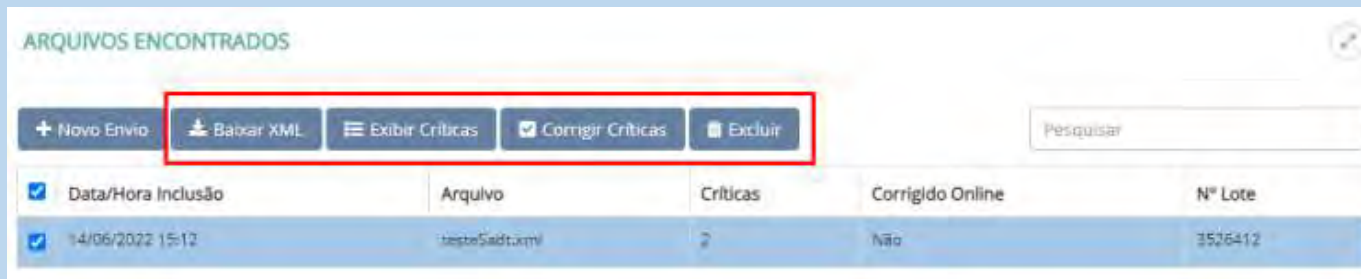 ARQUIVOS ENCONTRADOS
Novo Envio Baixar XML Exibir Críticas Corrigir Críticas Excluir Pesquisar
Data/Hora Inclusão Arquivo Críticas Corrigido Online Nº Lote
14/06/2022 15:12 testeSadt.xml 2 Não 3526412